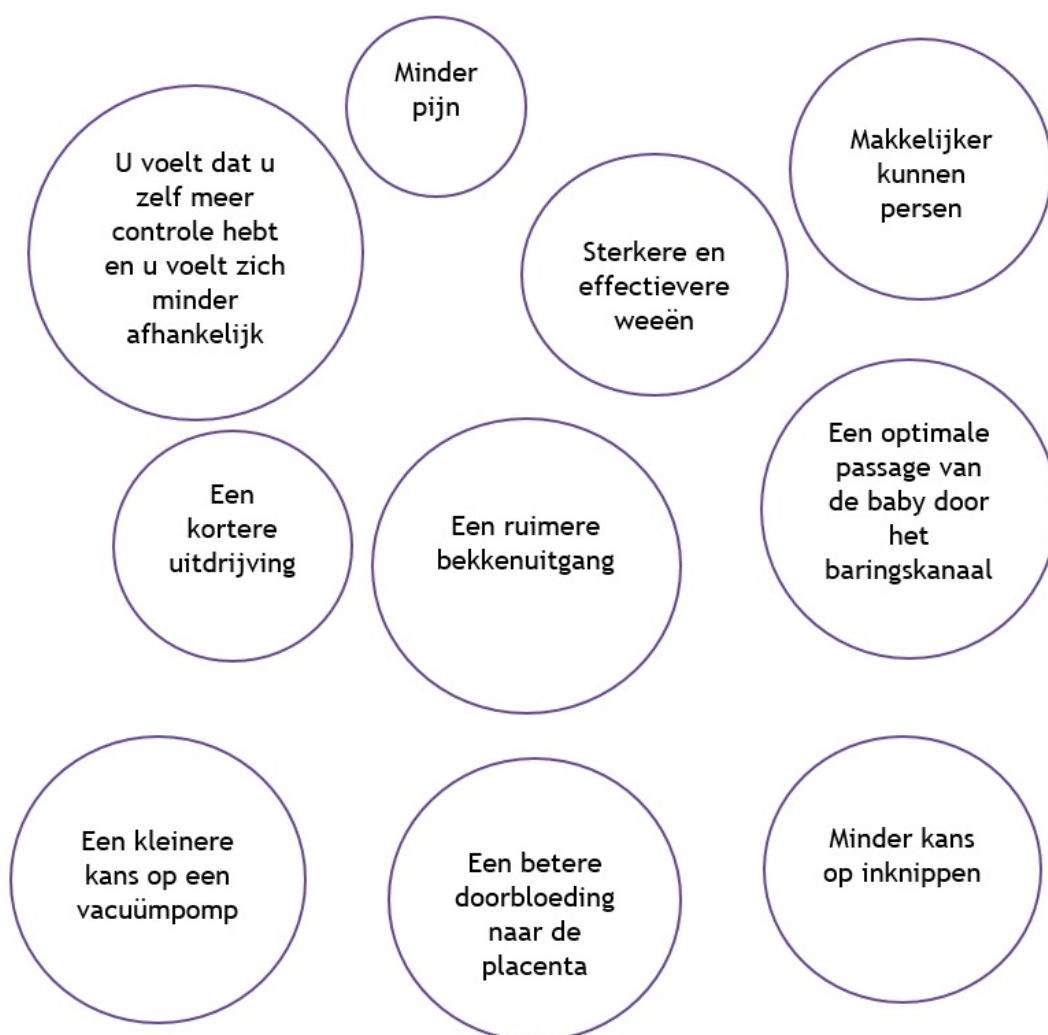 Minder
pijn
U voelt dat u
zelf meer
controle hebt
en u voelt zich
minder
afhankelijk
Sterkere en
effectievere
weeën
Makkelijker
kunnen
persen
Een
kortere
uitdrijving
Een ruimere
bekkenuitgang
Een optimale
passage van
de baby door
het
baringskanaal
Een kleinere
kans op een
vacuümpomp
Een betere
doorbloeding
naar de
placenta
Minder kans
op inknippen